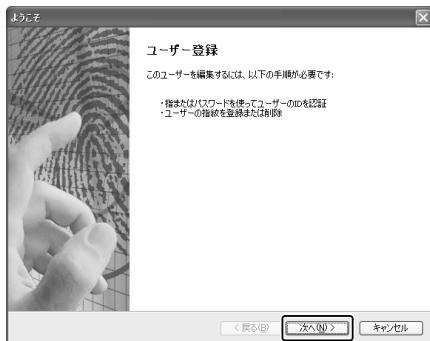 ようこそ
ユーザー登録
このユーザーを編集するには、以下の手順が必要です:
・指またはパスワードを使ってユーザーのIDを認証
・ユーザーの指紋を登録または削除
< 戻る(B)
次へ(N) >
キャンセル